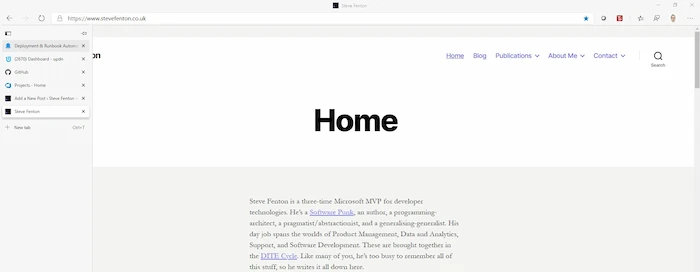 Steve Fenton
https://www.stevefenton.co.uk
Deployment & Runbook Autom
(2673) Dashboard - updn
GitHub
Projects - Home
Add a New Post ‹ Steve Fenton —
Steve Fenton
New tab Ctrl+T
on
Home Blog Publications About Me Contact
Search
Home
Steve Fenton is a three-time Microsoft MVP for developer
technologies. He's a Software Punk, an author, a programming-
architect, a pragmatist/abstractionist, and a generalising-generalist. His
day job spans the worlds of Product Management, Data and Analytics,
Support, and Software Development. These are brought together in
the DITE Cycle. Like many of you, he's too busy to remember all of
this stuff, so he writes it all down here.